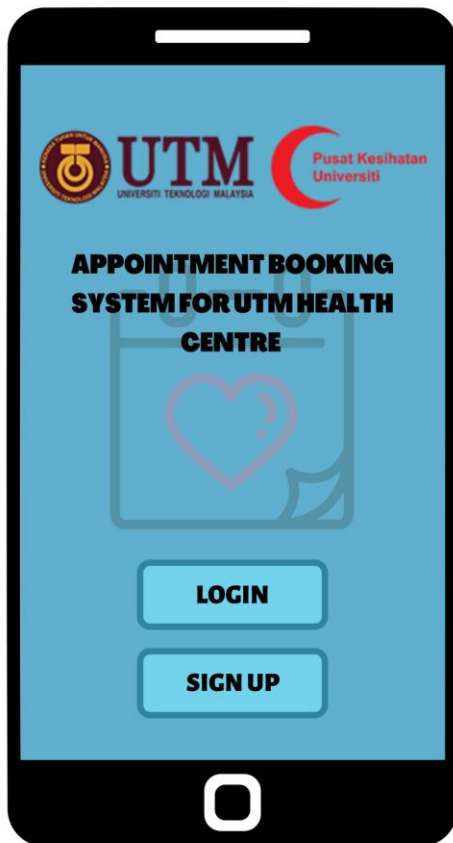 UTM
UNIVERSITI TEKNOLOGI MALAYSIA
Pusat Kesihatan
Universiti
APPOINTMENT BOOKING
SYSTEM FOR UTM HEALTH
CENTRE
LOGIN
SIGN UP